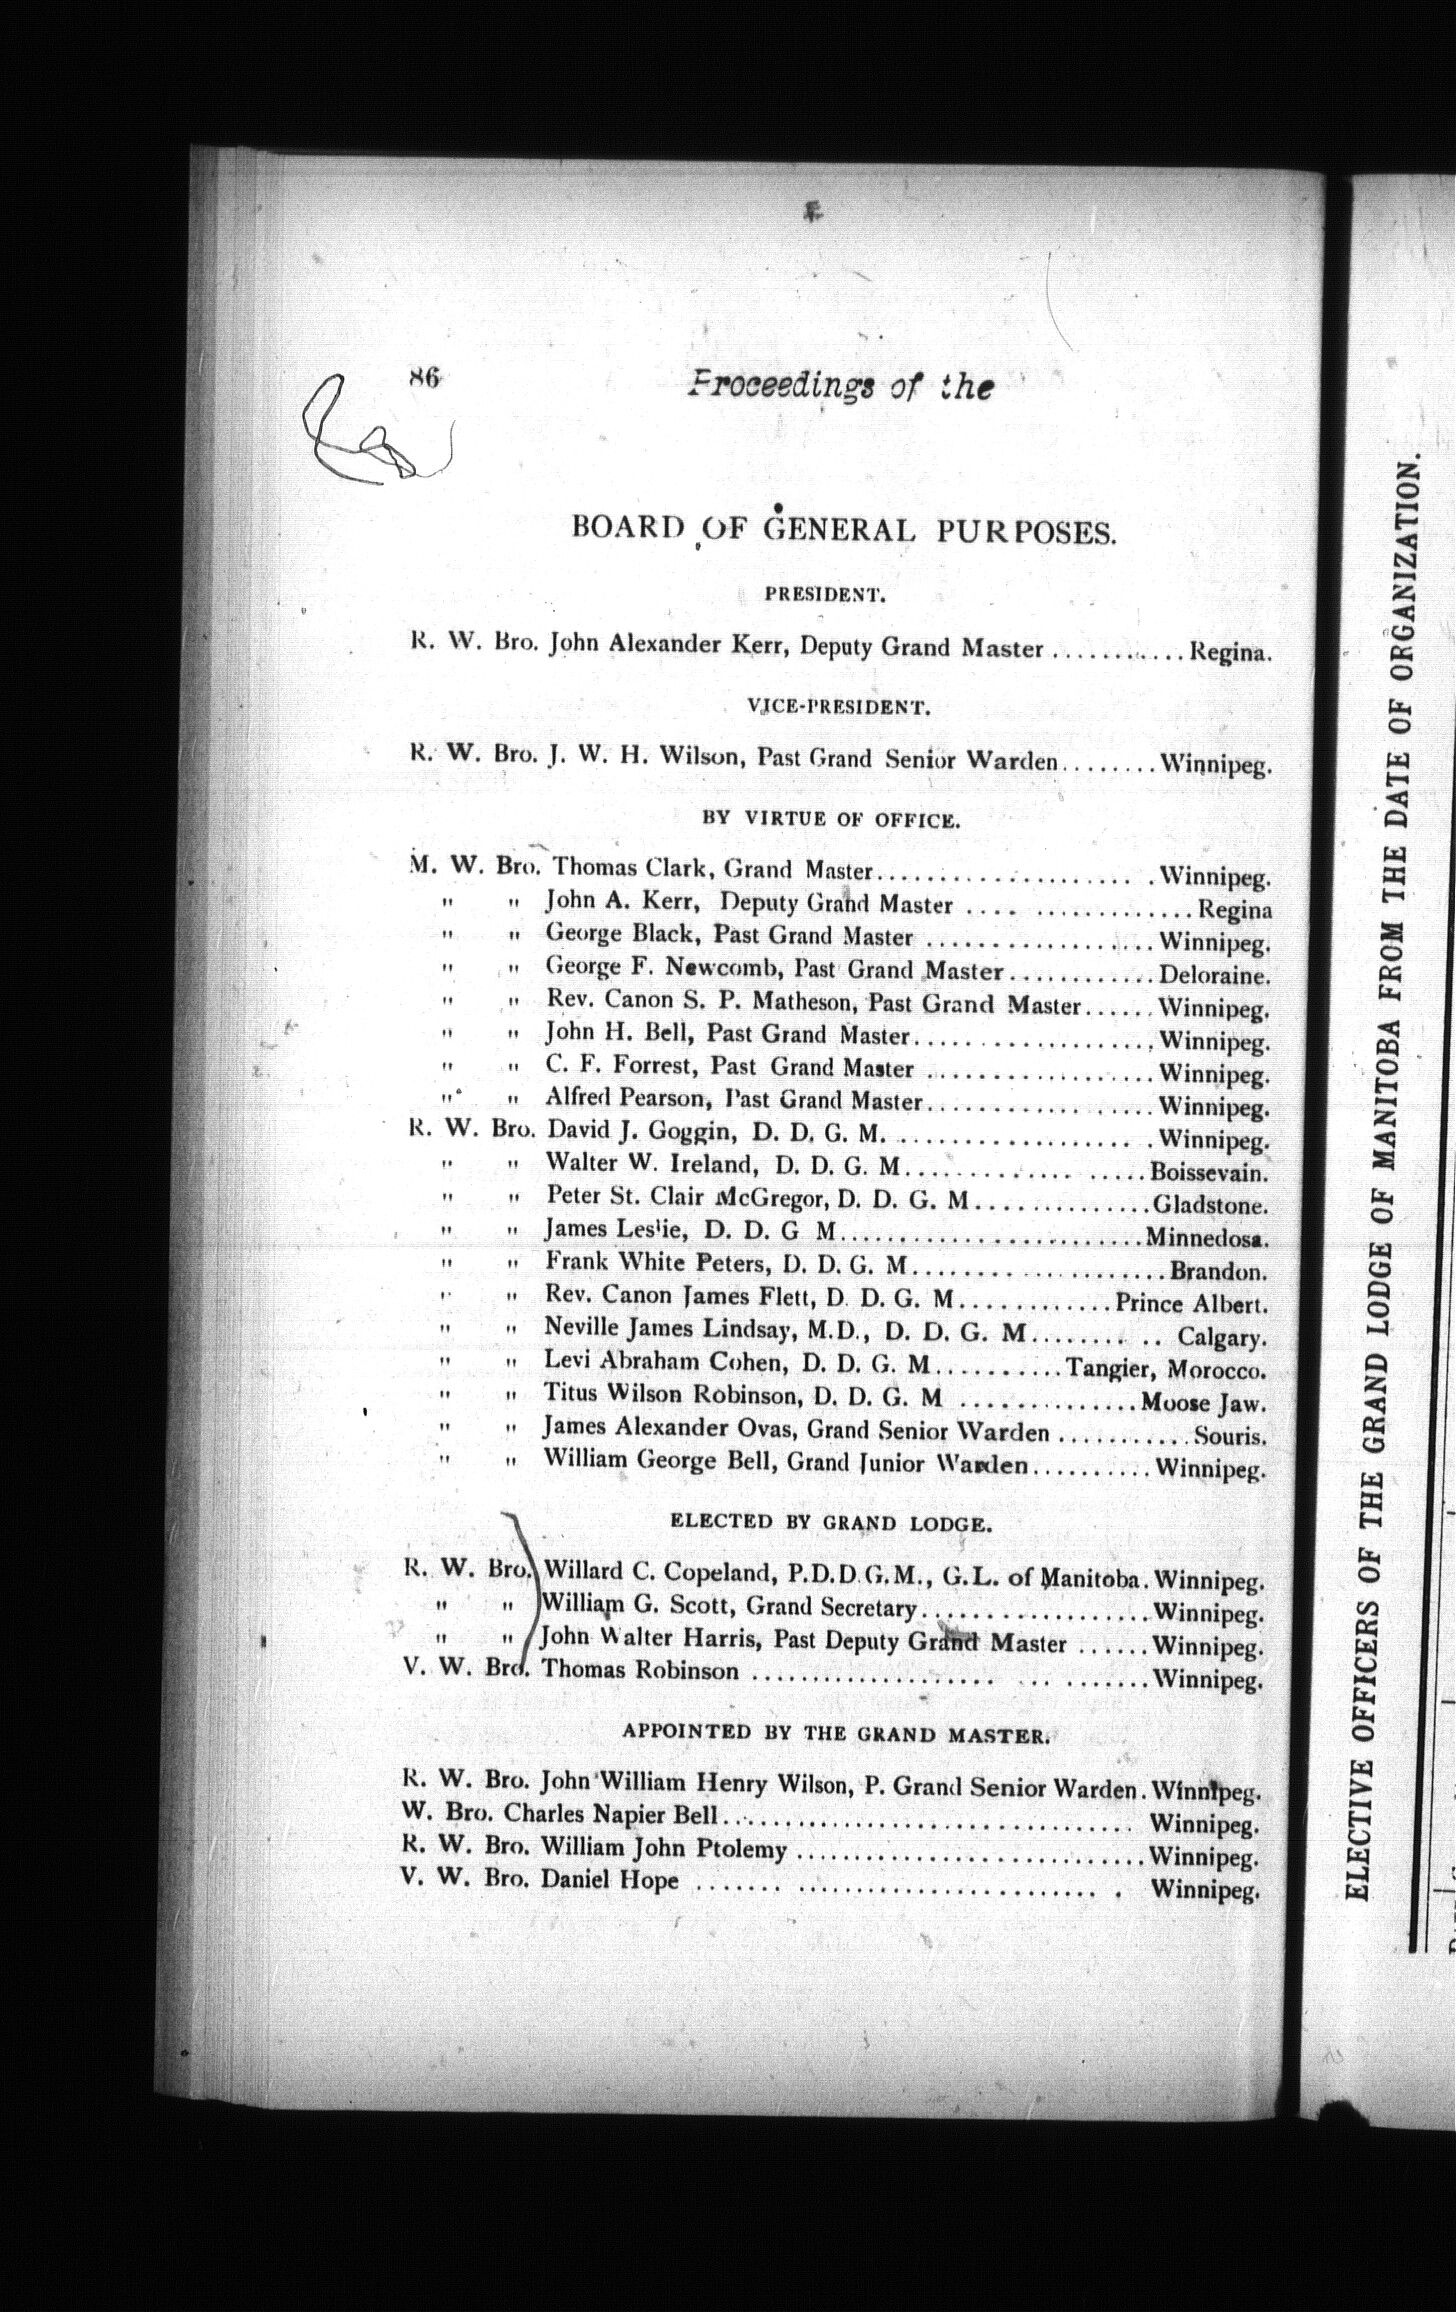 86 Proceedings of the
BOARD OF GENERAL PURPOSES.
PRESIDENT.
R. W. Bro. John Alexander Kerr, Deputy Grand Master ........... Regina.
VICE-PRESIDENT.
R. W. Bro. J. W. H. Wilson, Past Grand Senior Warden........ Winnipeg.
BY VIRTUE OF OFFICE.
M. W. Bro. Thomas Clark, Grand Master...................... Winnipeg.
" " John A. Kerr, Deputy Grand Master .... .............. Regina
" " George Black, Past Grand Master .................. Winnipeg.
" " George F. Newcomb, Past Grand Master............ Deloraine.
" " Rev. Canon S. P. Matheson, Past Grand Master...... Winnipeg.
" " John H. Bell, Past Grand Master................... Winnipeg.
" " C. F. Forrest, Past Grand Master .................. Winnipeg.
" " Alfred Pearson, Past Grand Master.................. Winnipeg.
R. W. Bro. David J. Goggin, D. D. G. M. .................... Winnipeg.
" " Walter W. Ireland, D. D. G. M.............. ..... Boissevain.
" " Peter St. Clair McGregor, D. D. G. M.............. Gladstone.
" " James Leslie, D. D. G M........................ Minnedosa.
" " Frank White Peters, D. D. G. M.................... Brandon.
" " Rev. Canon James Flett, D. D. G. M............ Prince Albert.
" " Neville James Lindsay, M.D., D. D. G. M........ .. Calgary.
" " Levi Abraham Cohen, D. D. G. M.......... Tangier, Morocco.
" " Titus Wilson Robinson, D. D. G. M .............. Moose Jaw.
" " James Alexander Ovas, Grand Senior Warden ........... Souris.
" " William George Bell, Grand Junior Warden.......... Winnipeg.
ELECTED BY GRAND LODGE.
R. W. Bro. Willard C. Copeland, P.D.D.G.M., G.L. of Manitoba. Winnipeg.
" " William G. Scott, Grand Secretary.................. Winnipeg.
" " John Walter Harris, Past Deputy Grand Master ...... Winnipeg.
V. W. Bro. Thomas Robinson ................... .. ....... Winnipeg.
APPOINTED BY THE GRAND MASTER.
R. W. Bro. John William Henry Wilson, P. Grand Senior Warden. Winnipeg.
W. Bro. Charles Napier Bell................................ Winnipeg.
R. W. Bro. William John Ptolemy ........................... Winnipeg.
V. W. Bro. Daniel Hope ....... ....................... . Winnipeg.
ELECTIVE OFFICERS OF THE GRAND LODGE OF MANITOBA FROM THE DATE OF ORGANIZATION.